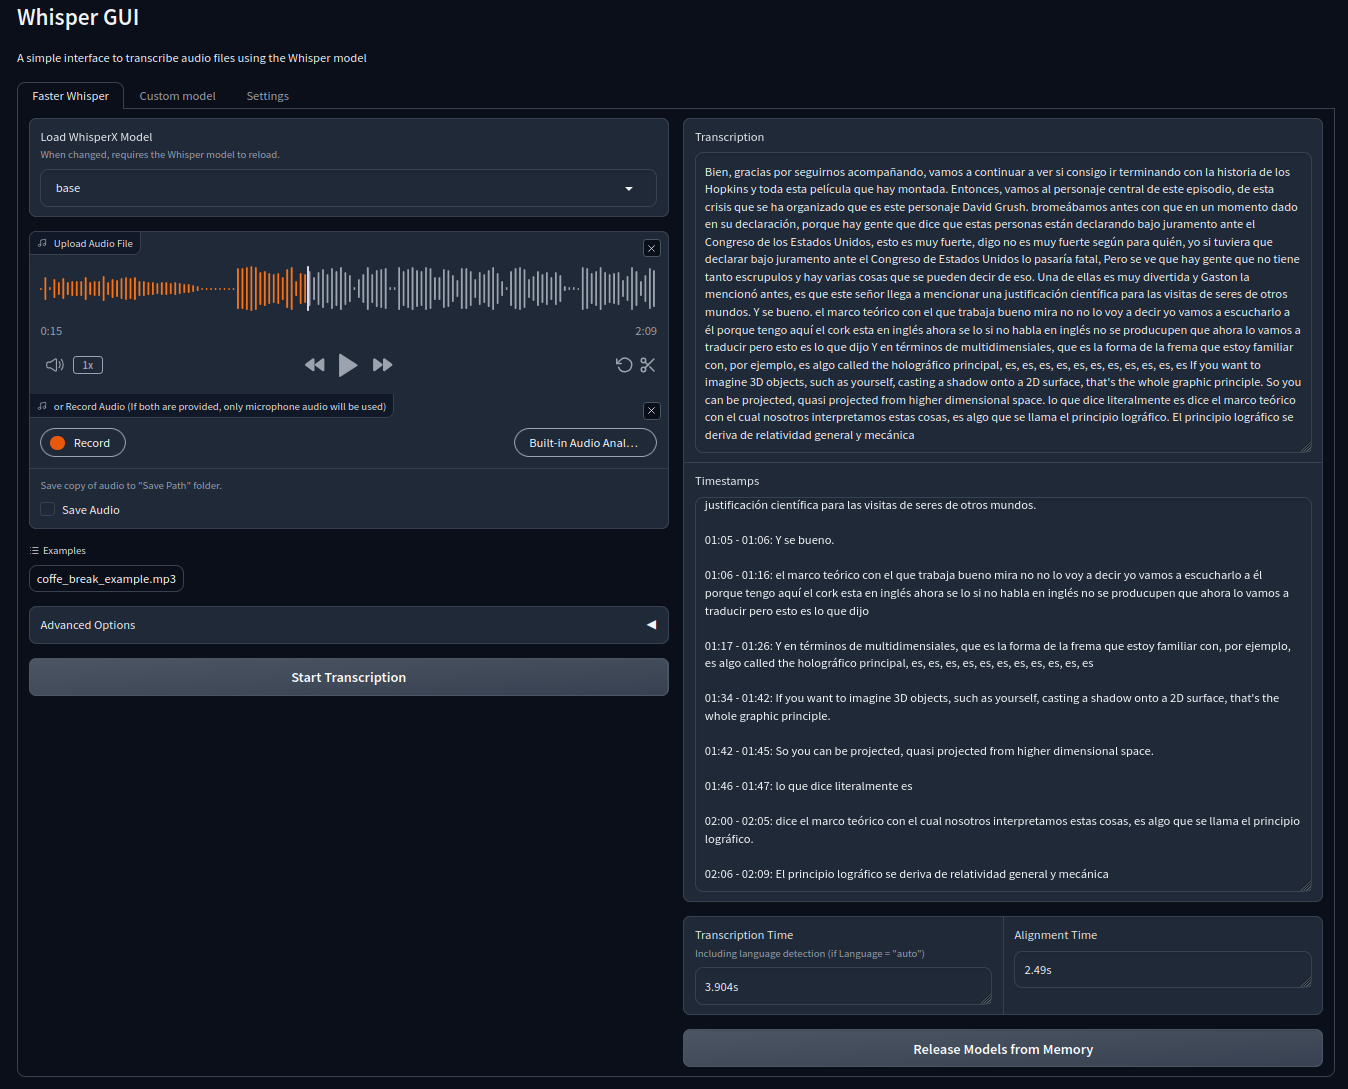 Whisper GUI
A simple interface to transcribe audio files using the Whisper model
Faster Whisper
Custom model
Settings
Load WhisperX Model
When changed, requires the Whisper model to reload.
base
Upload Audio File
0:15
2:09
1x
or Record Audio (If both are provided, only microphone audio will be used)
Record
Built-in Audio Anal...
Save copy of audio to "Save Path" folder.
Save Audio
Examples
coffe_break_example.mp3
Advanced Options
Start Transcription
Transcription
Bien, gracias por seguirnos acompañando, vamos a continuar a ver si consigo ir terminando con la historia de los
Hopkins y toda esta película que hay montada. Entonces, vamos al personaje central de este episodio, de esta
crisis que se ha organizado que es este personaje David Grush. bromeábamos antes con que en un momento dado
en su declaración, porque hay gente que dice que estas personas están declarando bajo juramento ante el
Congreso de los Estados Unidos, esto es muy fuerte, digo no es muy fuerte según para quién, yo si tuviera que
declarar bajo juramento ante el Congreso de Estados Unidos lo pasaría fatal, Pero se ve que hay gente que no tiene
tanto escrupulos y hay varias cosas que se pueden decir de eso. Una de ellas es muy divertida y Gaston la
mencionó antes, es que este señor llega a mencionar una justificación científica para las visitas de seres de otros
mundos. Y se bueno. el marco teórico con el que trabaja bueno mira no no lo voy a decir yo vamos a escucharlo a
él porque tengo aquí el cork esta en inglés ahora se lo si no habla en inglés no se producupen que ahora lo vamos a
traducir pero esto es lo que dijo Y en términos de multidimensiales, que es la forma de la frema que estoy familiar
con, por ejemplo, es algo called the holográfico principal, es, es, es, es, es, es, es, es, es, es, es If you want to
imagine 3D objects, such as yourself, casting a shadow onto a 2D surface, that's the whole graphic principle. So you
can be projected, quasi projected from higher dimensional space. lo que dice literalmente es dice el marco teórico
con el cual nosotros interpretamos estas cosas, es algo que se llama el principio lográfico. El principio lográfico se
deriva de relatividad general y mecánica
Timestamps
justificación científica para las visitas de seres de otros mundos.
01:05 - 01:06: Y se bueno.
01:06 - 01:16: el marco teórico con el que trabaja bueno mira no no lo voy a decir yo vamos a escucharlo a él
porque tengo aquí el cork esta en inglés ahora se lo si no habla en inglés no se producupen que ahora lo vamos a
traducir pero esto es lo que dijo
01:17 - 01:26: Y en términos de multidimensiales, que es la forma de la frema que estoy familiar con, por ejemplo,
es algo called the holográfico principal, es, es, es, es, es, es, es, es, es, es, es
01:34 - 01:42: If you want to imagine 3D objects, such as yourself, casting a shadow onto a 2D surface, that's the
whole graphic principle.
01:42 - 01:45: So you can be projected, quasi projected from higher dimensional space.
01:46 - 01:47: lo que dice literalmente es
02:00 - 02:05: dice el marco teórico con el cual nosotros interpretamos estas cosas, es algo que se llama el principio
lográfico.
02:06 - 02:09: El principio lográfico se deriva de relatividad general y mecánica
Transcription Time
Including language detection (if Language = "auto")
3.904s
Alignment Time
2.49s
Release Models from Memory